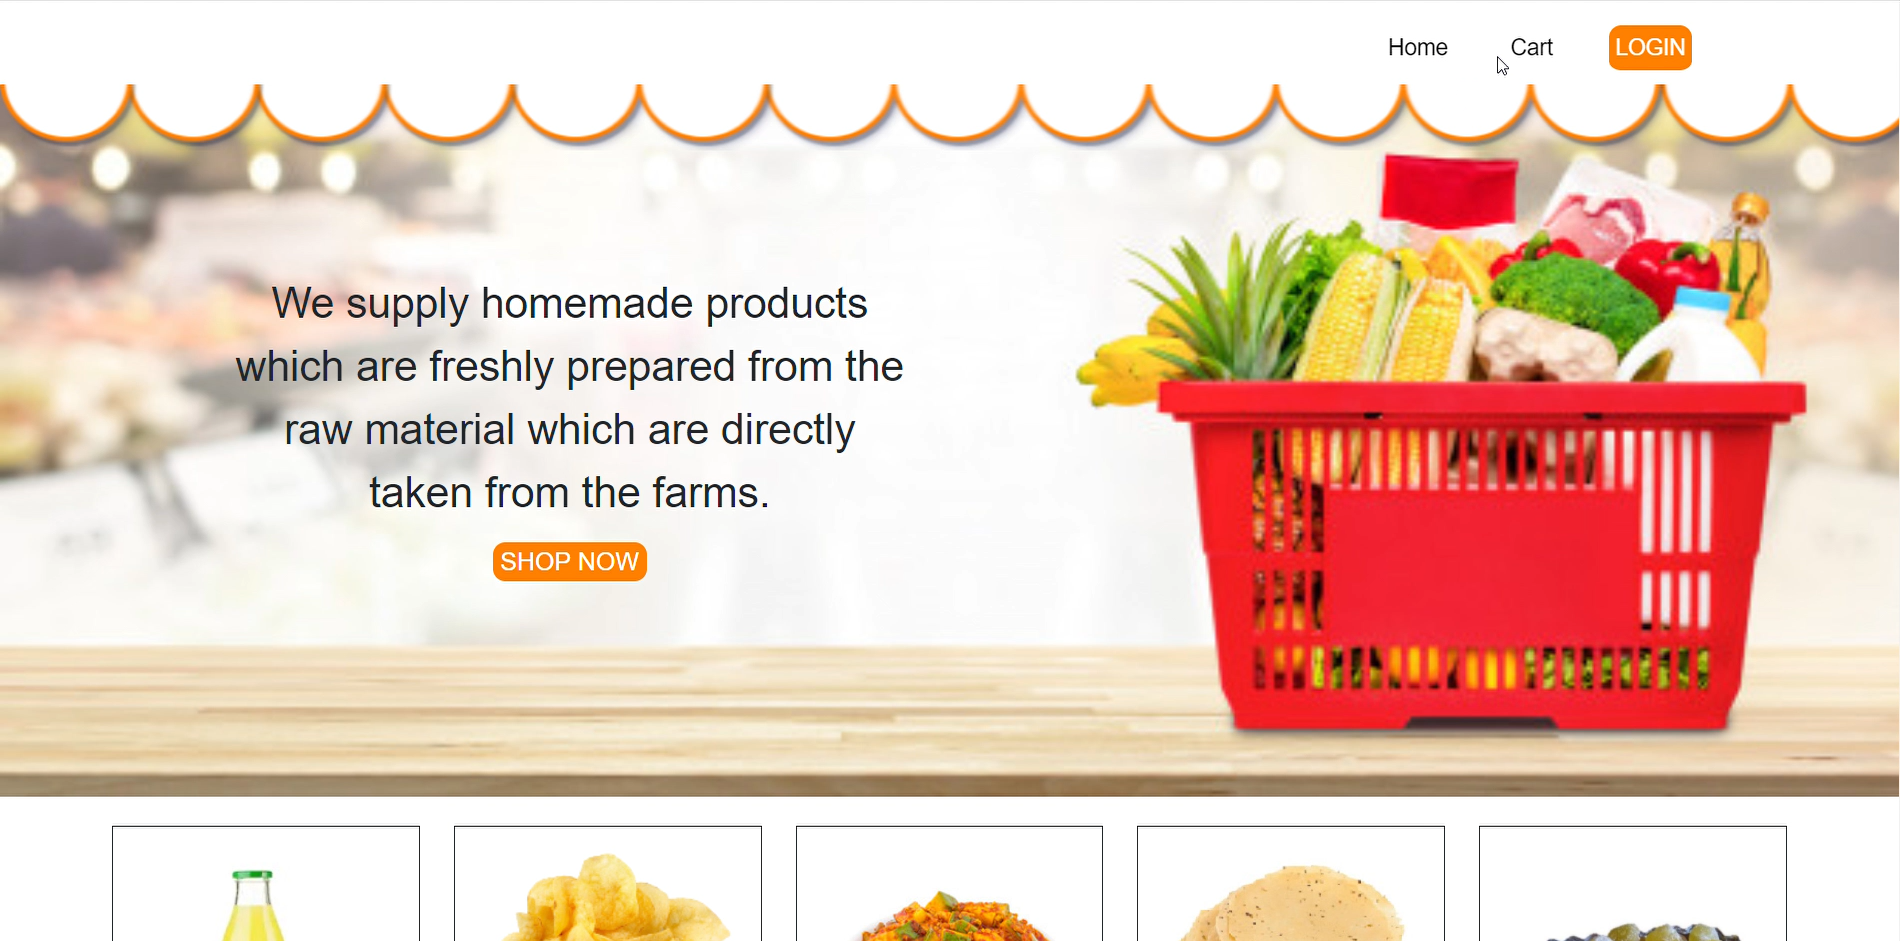 Home Cart LOGIN
We supply homemade products
which are freshly prepared from the
raw material which are directly
taken from the farms.
SHOP NOW